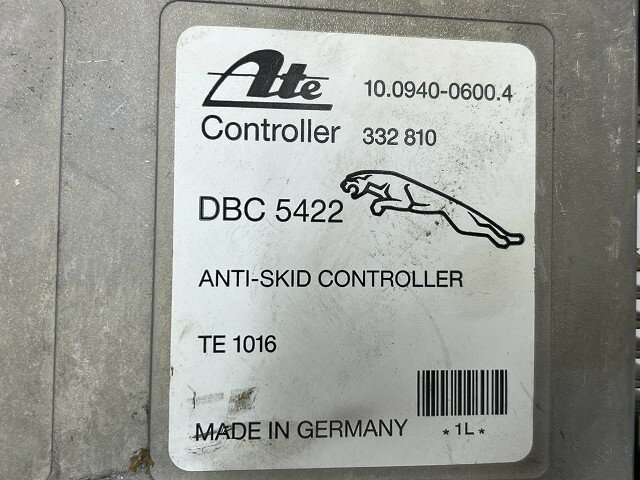 Ate 10.0940-0600.4
Controller 332 810
DBC 5422
ANTI-SKID CONTROLLER
TE 1016
MADE IN GERMANY *1L*